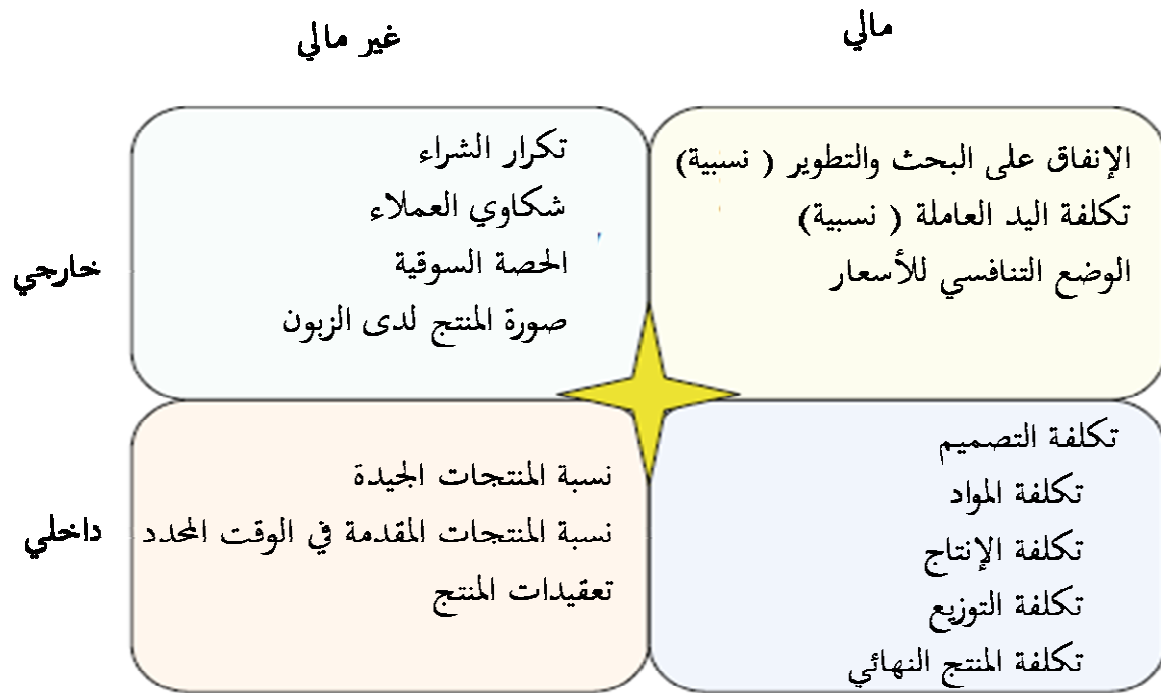 مالي
غير مالي
خارجي
الإنفاق على البحث والتطوير ( نسبية)
تكلفة اليد العاملة ( نسبية)
الوضع التنافسي للأسعار
تكرار الشراء
شكاوي العملاء
الحصة السوقية
صورة المنتج لدى الزبون
داخلي
تكلفة التصميم
تكلفة المواد
تكلفة الإنتاج
تكلفة التوزيع
تكلفة المنتج النهائي
نسبة المنتجات الجيدة
نسبة المنتجات المقدمة في الوقت المحدد
تعقيدات المنتج